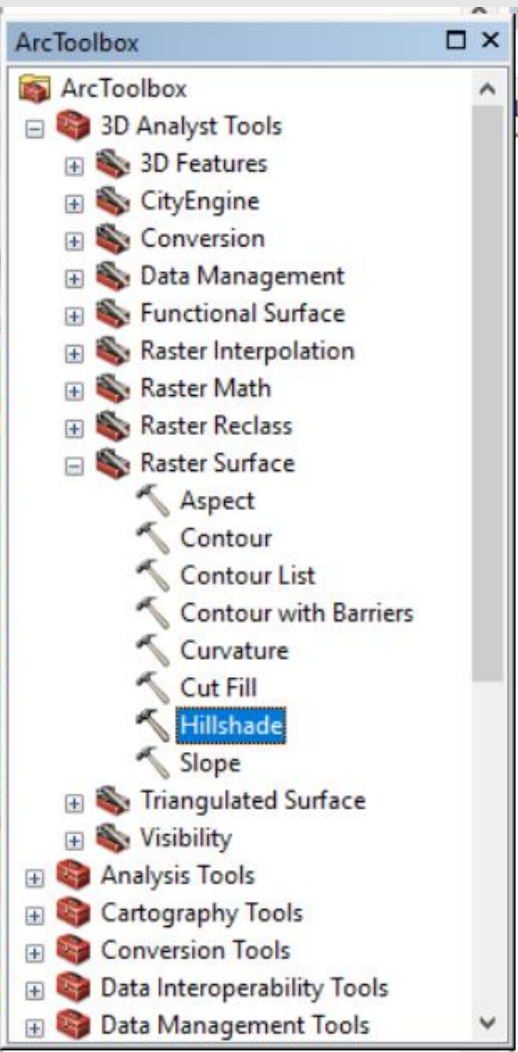 ArcToolbox
ArcToolbox
3D Analyst Tools
3D Features
CityEngine
Conversion
Data Management
Functional Surface
Raster Interpolation
Raster Math
Raster Reclass
Raster Surface
Aspect
Contour
Contour List
Contour with Barriers
Curvature
Cut Fill
Hillshade
Slope
Triangulated Surface
Visibility
Analysis Tools
Cartography Tools
Conversion Tools
Data Interoperability Tools
Data Management Tools